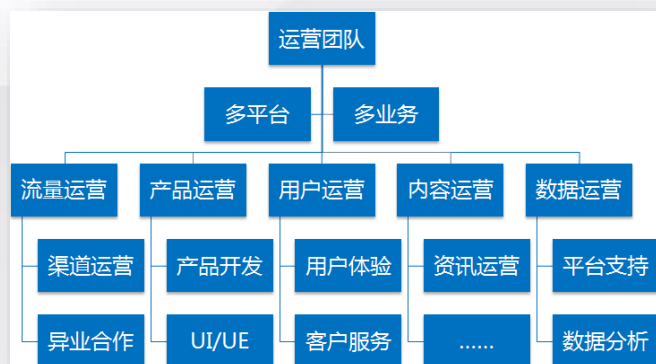 运营团队
多平台 多业务
流量运营 产品运营 用户运营 内容运营 数据运营
渠道运营 产品开发 用户体验 资讯运营 平台支持
异业合作 UI/UE 客户服务 …… 数据分析